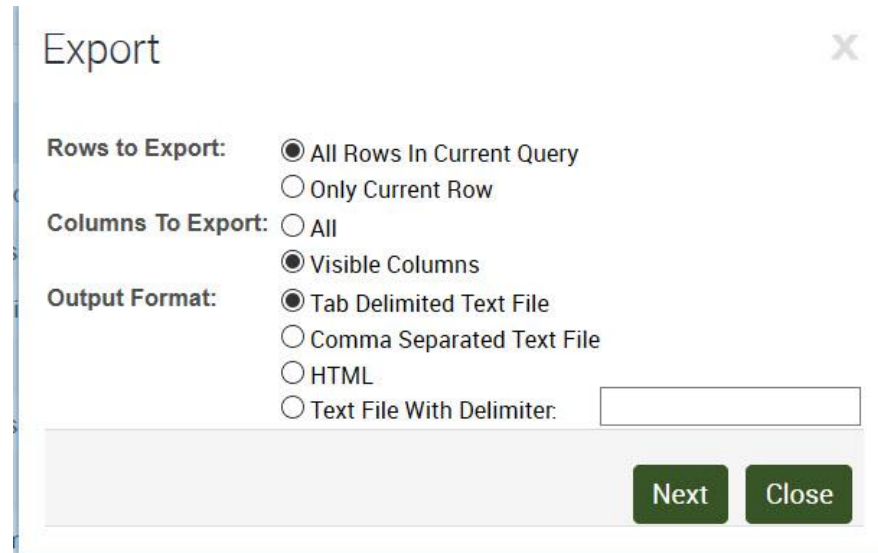 Export X
Rows to Export: All Rows In Current Query
Only Current Row
Columns To Export: All
Visible Columns
Output Format: Tab Delimited Text File
Comma Separated Text File
HTML
Text File With Delimiter:
Next Close